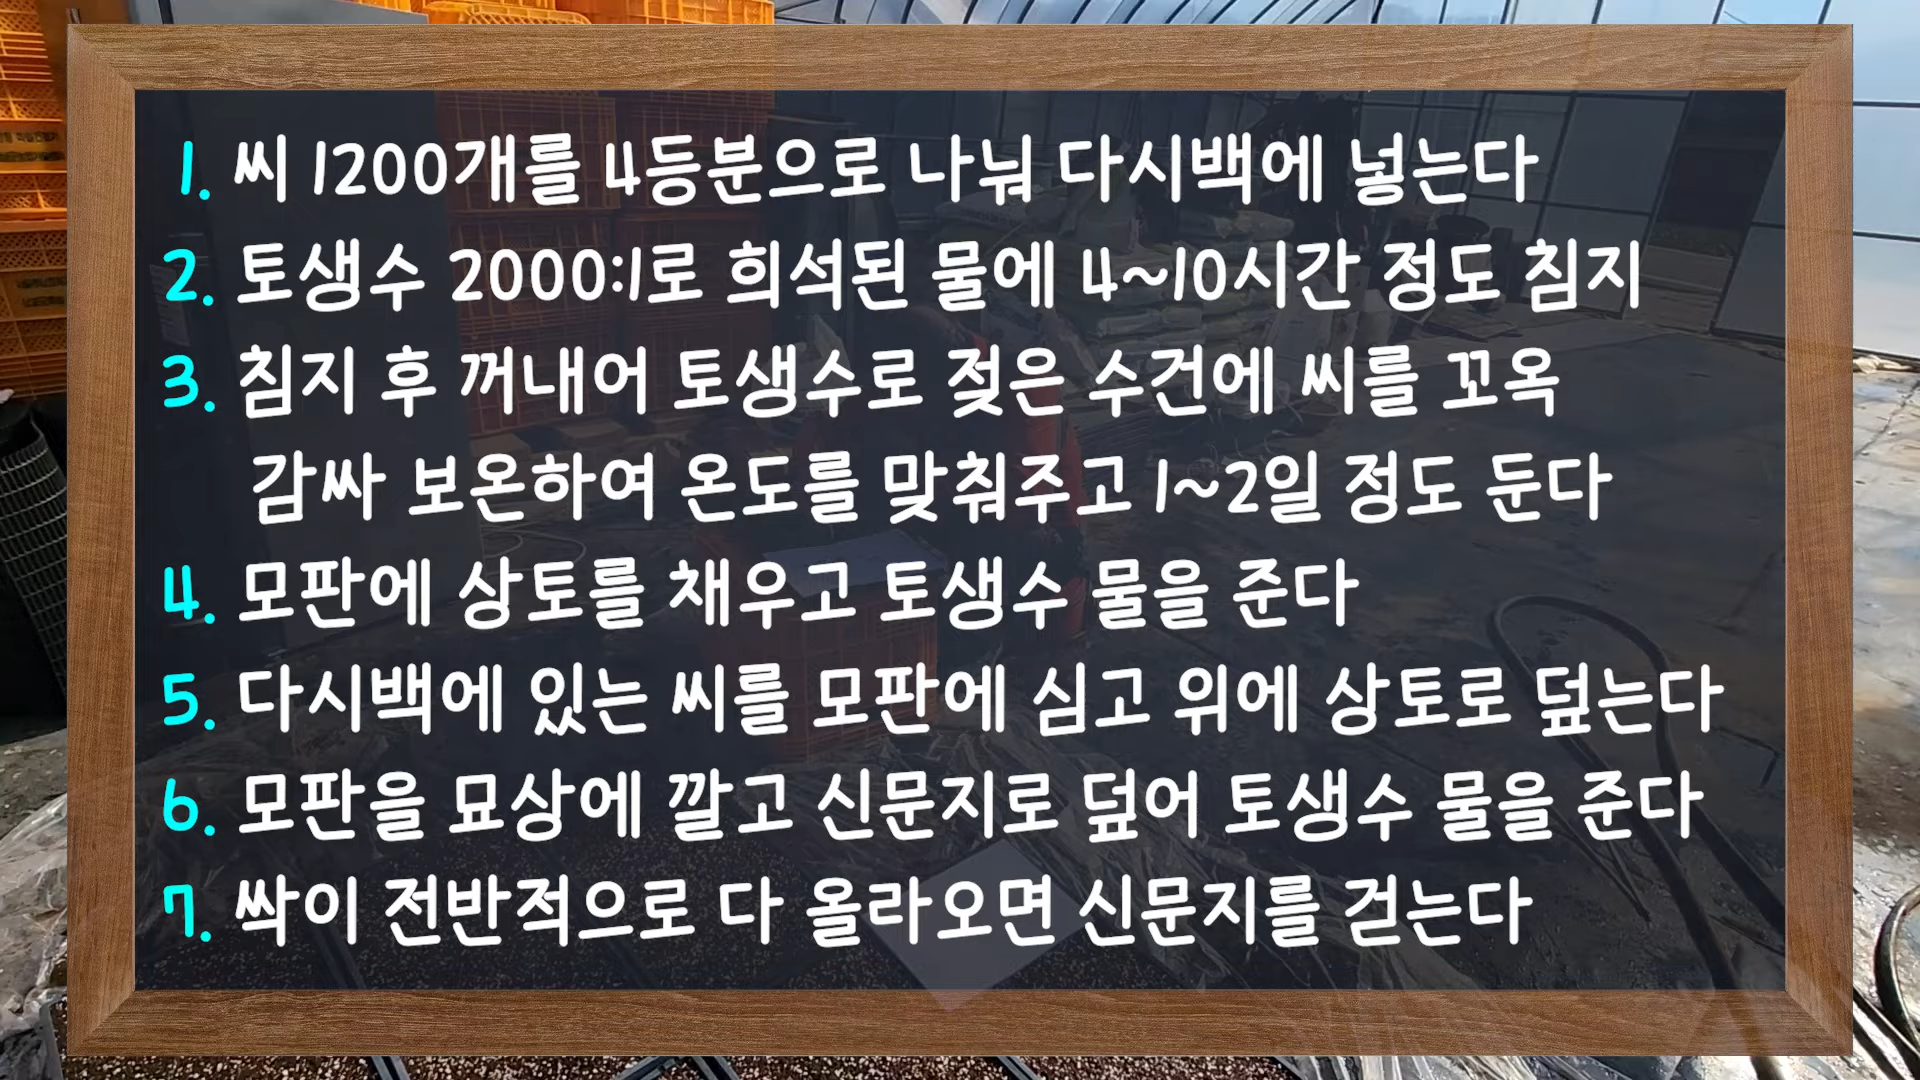 1. 씨 1200개를 4등분으로 나눠 다시백에 넣는다
2. 토생수 2000:1로 희석된 물에 4~10시간 정도 침지
3. 침지 후 꺼내어 토생수로 젖은 수건에 씨를 꼬옥
감싸 보온하여 온도를 맞춰주고 1~2일 정도 둔다
4. 모판에 상토를 채우고 토생수 물을 준다
5. 다시백에 있는 씨를 모판에 심고 위에 상토로 덮는다
6. 모판을 묘상에 깔고 신문지로 덮어 토생수 물을 준다
7. 싹이 전반적으로 다 올라오면 신문지를 걷는다